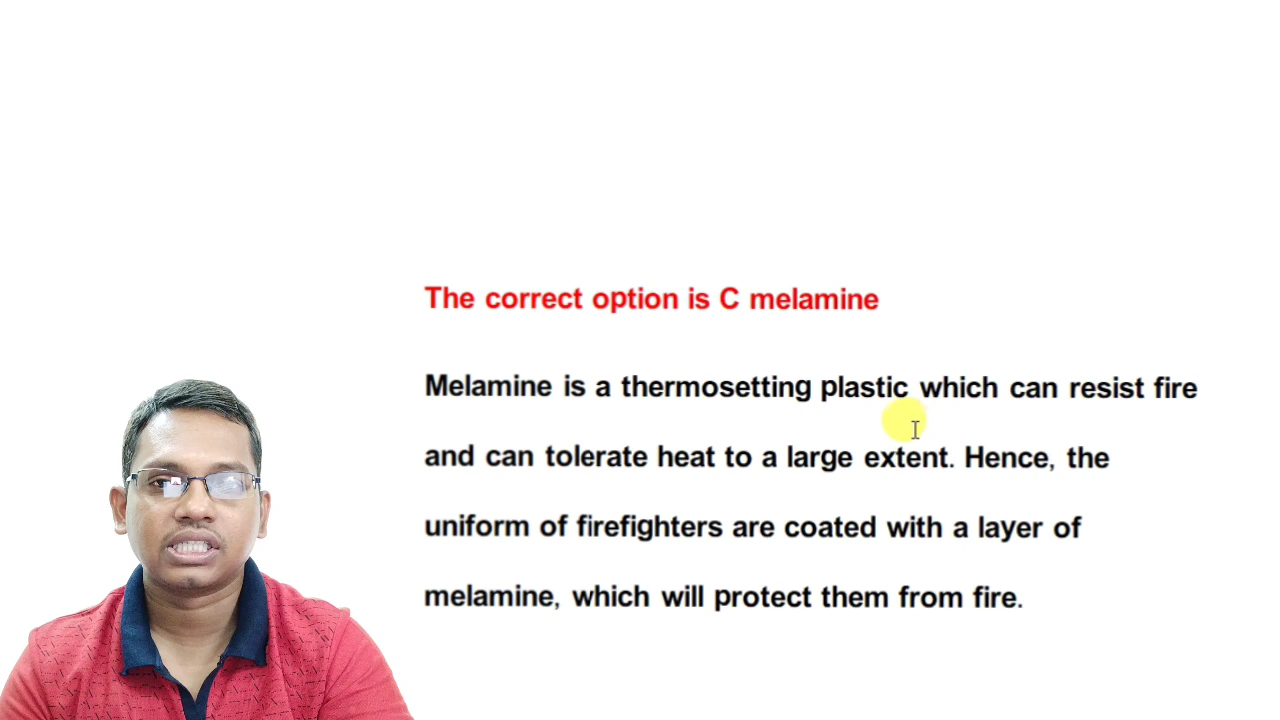 The correct option is C melamine
Melamine is a thermosetting plastic which can resist fire
and can tolerate heat to a large extent. Hence, the
uniform of firefighters are coated with a layer of
melamine, which will protect them from fire.